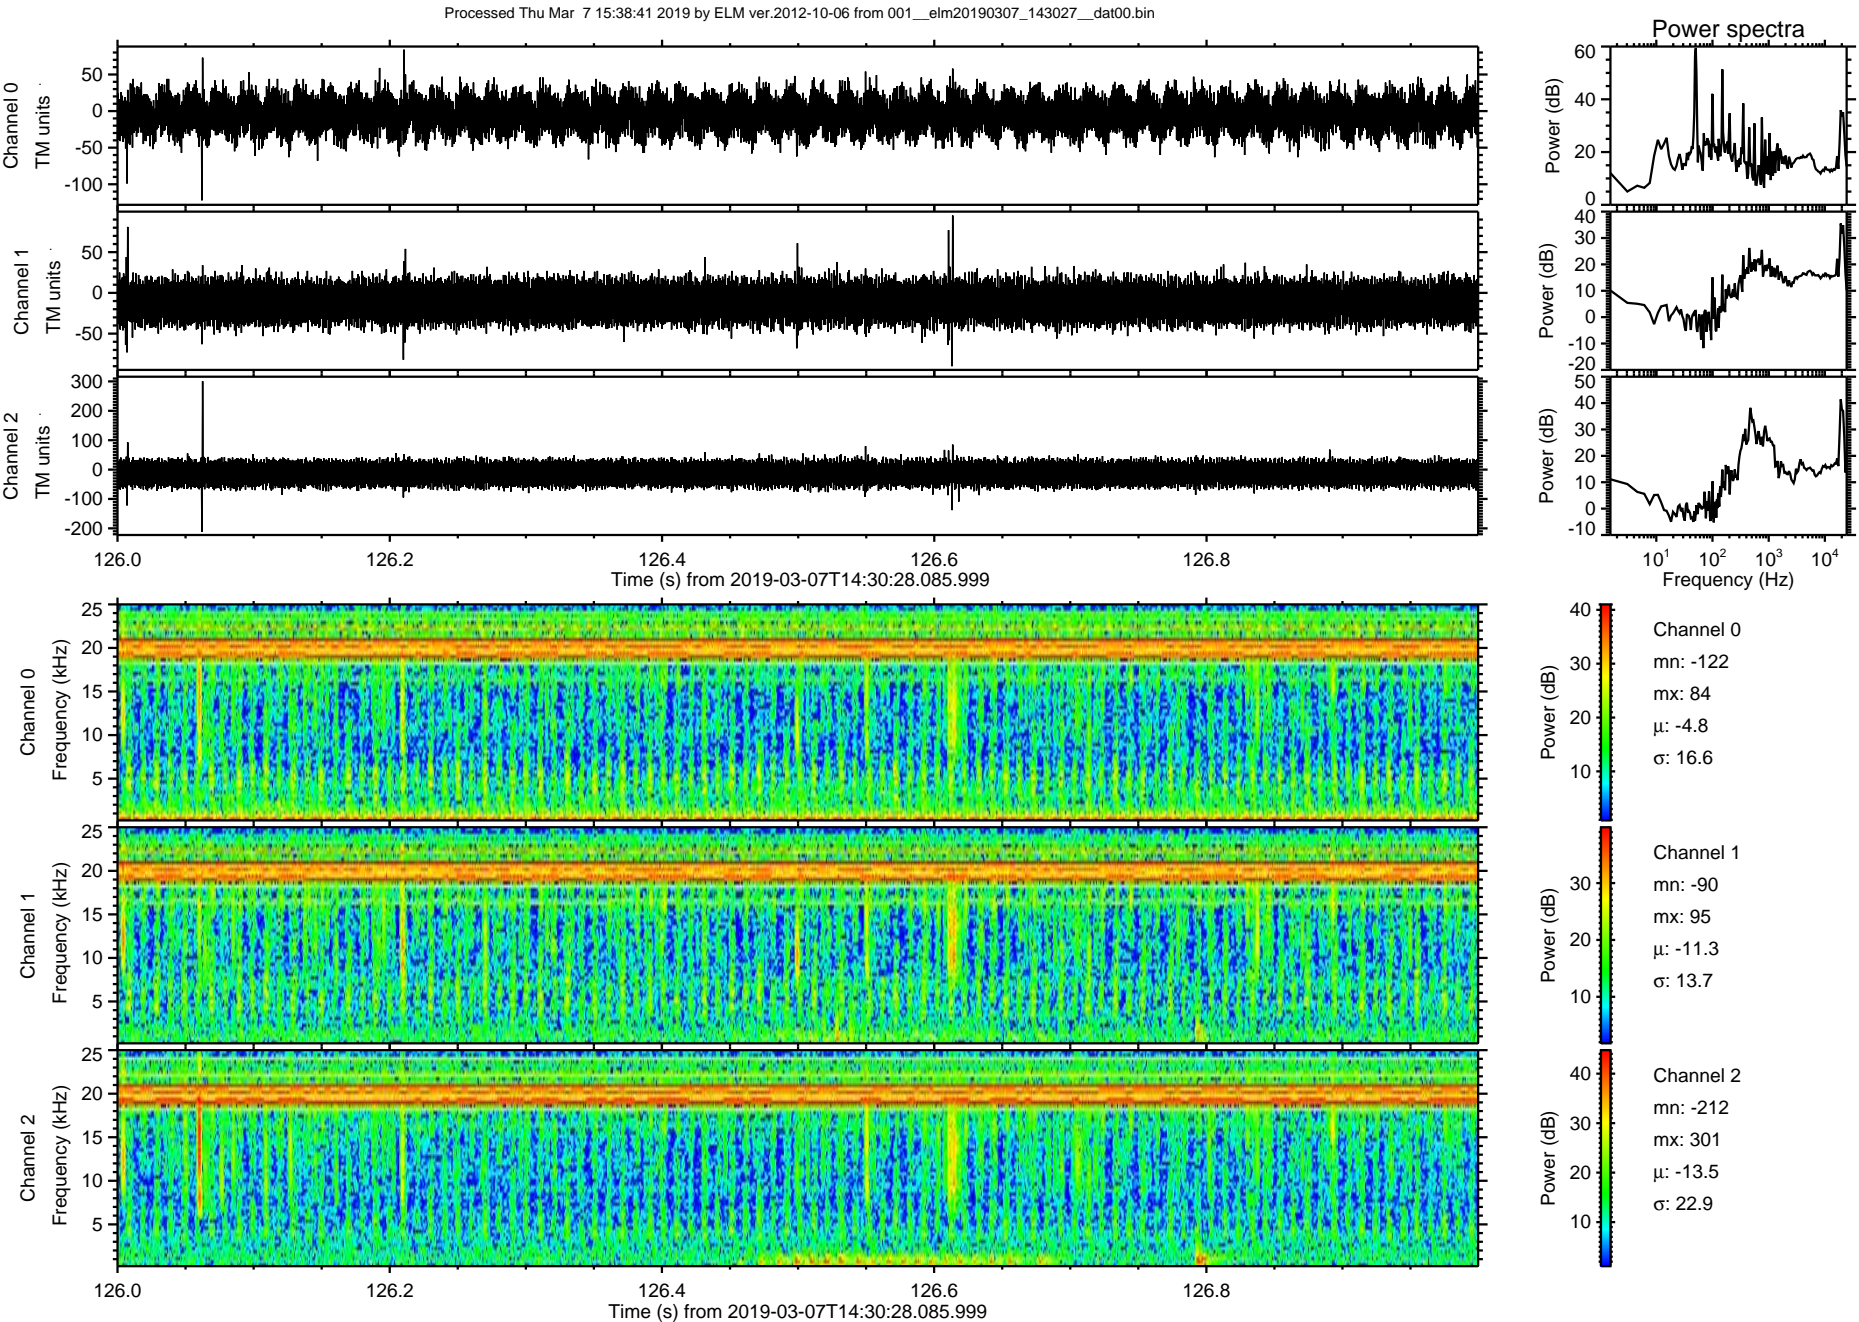 Processed Thu Mar  7 15:38:41 2019 by ELM ver.2012-10-06 from 001__elm20190307_143027__dat00.bin
Power spectra
Channel 0
TM units
50
0
-50
-100
Power (dB)
60
40
20
0
Channel 1
TM units
50
0
-50
Power (dB)
40
30
20
10
0
-10
-20
Channel 2
TM units
300
200
100
0
-100
-200
Power (dB)
50
40
30
20
10
0
-10
126.0 126.2 126.4 126.6 126.8
Time (s) from 2019-03-07T14:30:28.085.999
10^1 10^2 10^3 10^4
Frequency (Hz)
Channel 0
Frequency (kHz)
25
20
15
10
5
Power (dB)
40
30
20
10
Channel 0
mn: -122
mx: 84
μ: -4.8
σ: 16.6
Channel 1
Frequency (kHz)
25
20
15
10
5
Power (dB)
30
20
10
Channel 1
mn: -90
mx: 95
μ: -11.3
σ: 13.7
Channel 2
Frequency (kHz)
25
20
15
10
5
Power (dB)
40
30
20
10
Channel 2
mn: -212
mx: 301
μ: -13.5
σ: 22.9
126.0 126.2 126.4 126.6 126.8
Time (s) from 2019-03-07T14:30:28.085.999